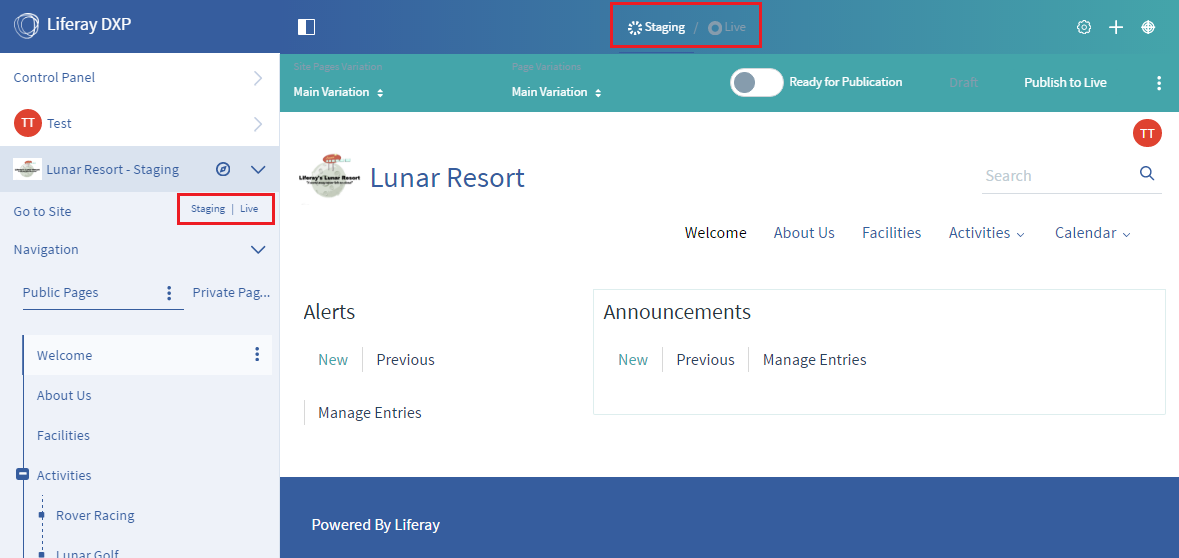 Liferay DXP
Staging / Live
Control Panel
TT Test
Lunar Resort - Staging
Go to Site
Staging | Live
Navigation
Public Pages
Private Pag...
Welcome
About Us
Facilities
Activities
Rover Racing
Lunar Golf
Site Pages Variation
Main Variation
Page Variations
Main Variation
Ready for Publication
Draft
Publish to Live
TT
Liferay's Lunar Resort
Lunar Resort
Search
Welcome About Us Facilities Activities Calendar
Alerts
New Previous
Manage Entries
Announcements
New Previous Manage Entries
Powered By Liferay